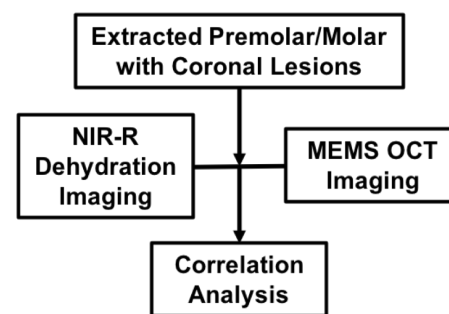 Extracted Premolar/Molar
with Coronal Lesions
NIR-R
Dehydration
Imaging
MEMS OCT
Imaging
Correlation
Analysis